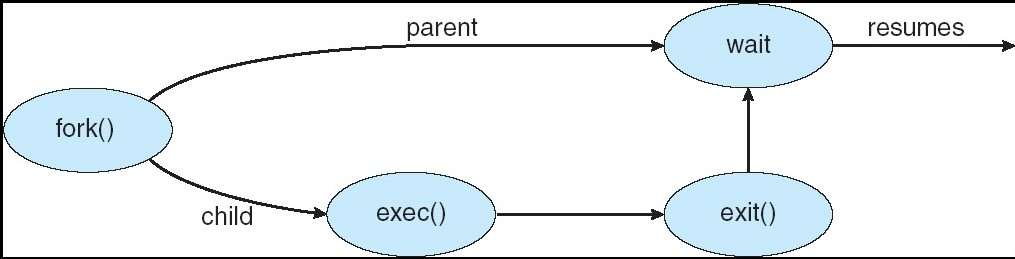 parent
wait
resumes
fork()
child
exec()
exit()